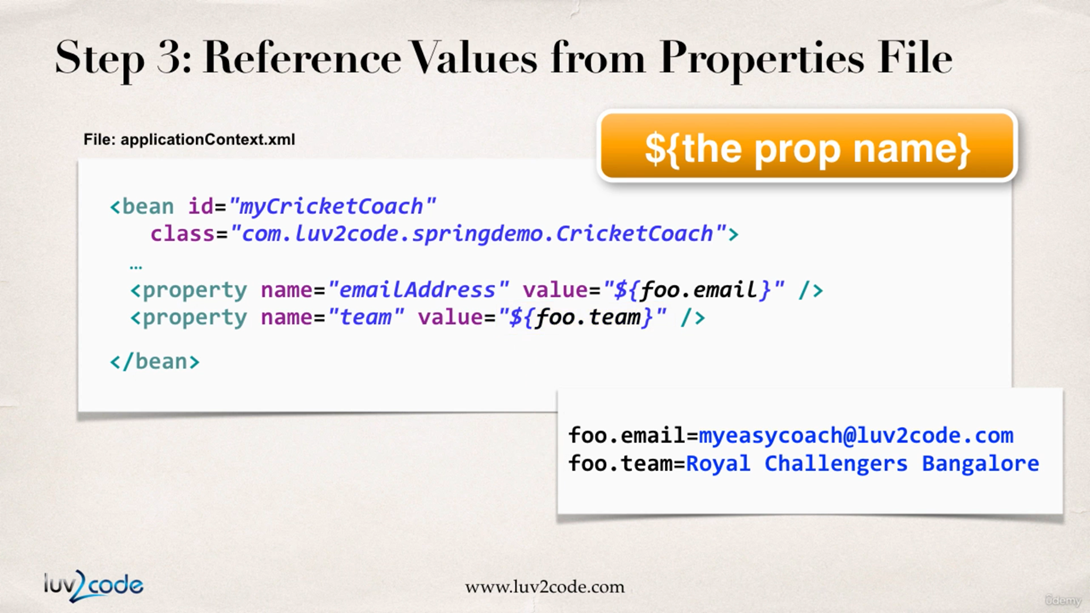 Step 3: Reference Values from Properties File
File: applicationContext.xml
${the prop name}
<bean id="myCricketCoach"
class="com.luv2code.springdemo.CricketCoach">
…
<property name="emailAddress" value="${foo.email}" />
<property name="team" value="${foo.team}" />
</bean>
foo.email=myeasycoach@luv2code.com
foo.team=Royal Challengers Bangalore
luv2code
www.luv2code.com
ûdemy